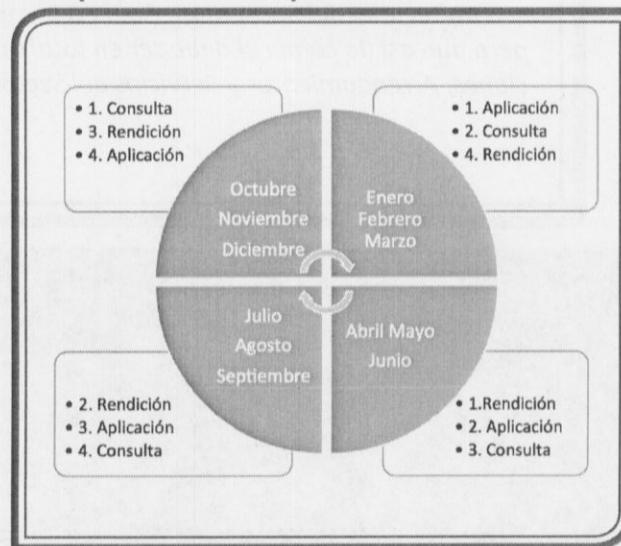 • 1. Consulta
• 3. Rendición
• 4. Aplicación
• 1. Aplicación
• 2. Consulta
• 4. Rendición
Octubre
Noviembre
Diciembre
Enero
Febrero
Marzo
Julio
Agosto
Septiembre
Abril Mayo
Junio
• 2. Rendición
• 3. Aplicación
• 4. Consulta
• 1.Rendición
• 2. Aplicación
• 3. Consulta